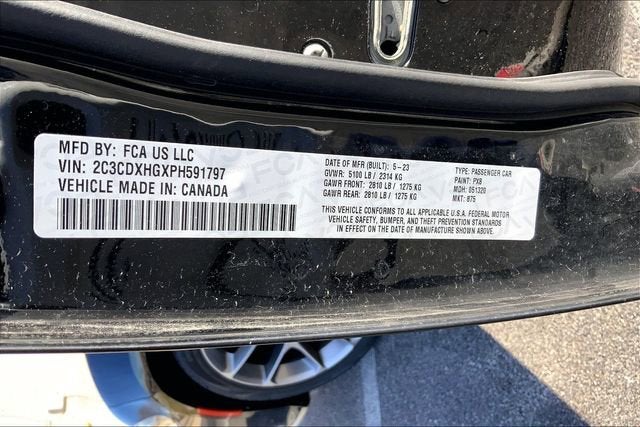 MFD BY: FCA US LLC
VIN: 2C3CDXHGXPH591797
VEHICLE MADE IN: CANADA
DATE OF MFR (BUILT): 5-23
GVWR: 5100 LB / 2314 KG
GAWR FRONT: 2810 LB / 1275 KG
GAWR REAR: 2810 LB / 1275 KG
TYPE: PASSENGER CAR
PAINT: PX8
MDH: 051320
MKT: 875
THIS VEHICLE CONFORMS TO ALL APPLICABLE U.S.A. FEDERAL MOTOR
VEHICLE SAFETY, BUMPER, AND THEFT PREVENTION STANDARDS
IN EFFECT ON THE DATE OF MANUFACTURE SHOWN ABOVE.